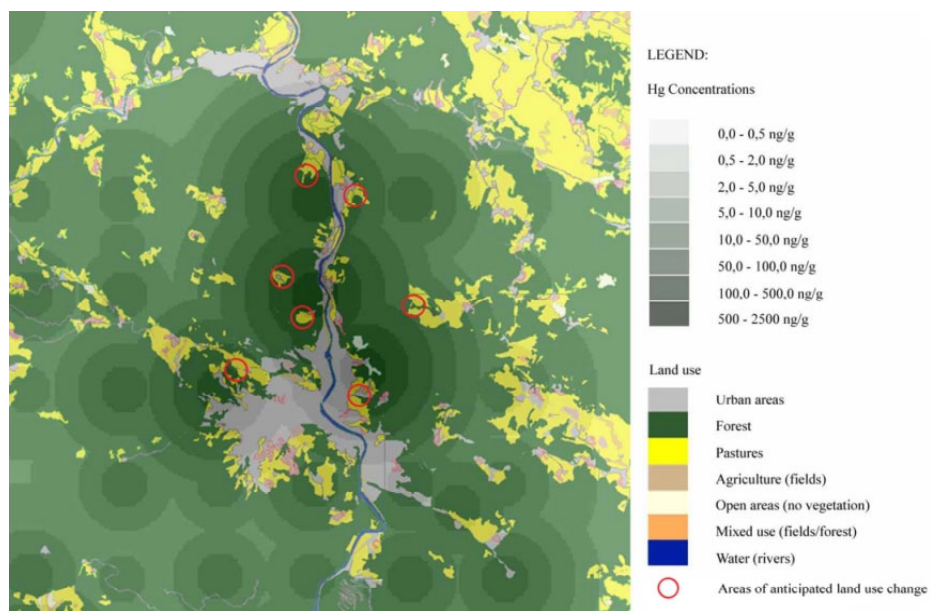 LEGEND:
Hg Concentrations
0,0 - 0,5 ng/g
0,5 - 2,0 ng/g
2,0 - 5,0 ng/g
5,0 - 10,0 ng/g
10,0 - 50,0 ng/g
50,0 - 100,0 ng/g
100,0 - 500,0 ng/g
500 - 2500 ng/g
Land use
Urban areas
Forest
Pastures
Agriculture (fields)
Open areas (no vegetation)
Mixed use (fields/forest)
Water (rivers)
Areas of anticipated land use change